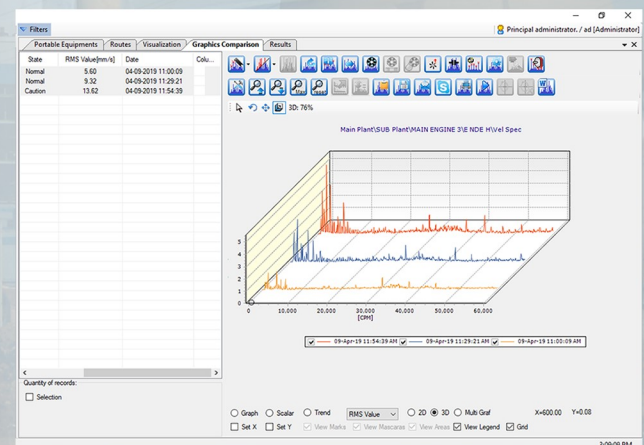 Filters
Principal administrator. / ad [Administrator]
Portable Equipments
Routes
Visualization
Graphics Comparison
Results
State RMS Value[mm/s] Date Colu...
Normal 5.60 04-09-2019 11:00:09
Normal 9.32 04-09-2019 11:29:21
Caution 13.62 04-09-2019 11:54:39
3D: 76%
Main Plant\SUB Plant\MAIN ENGINE 3\E NDE H\Vel Spec
5
4
3
2
1
0
0 10.000 20.000 30.000 40.000 50.000 60.000
[CPM]
09-Apr-19 11:54:39 AM 09-Apr-19 11:29:21 AM 09-Apr-19 11:00:09 AM
Quantity of records:
Selection
Graph Scalar Trend RMS Value 2D 3D Multi Graf X=600.00 Y=0.08
Set X Set Y View Marks View Mascaras View Areas View Legend Grid
3:09:09 PM